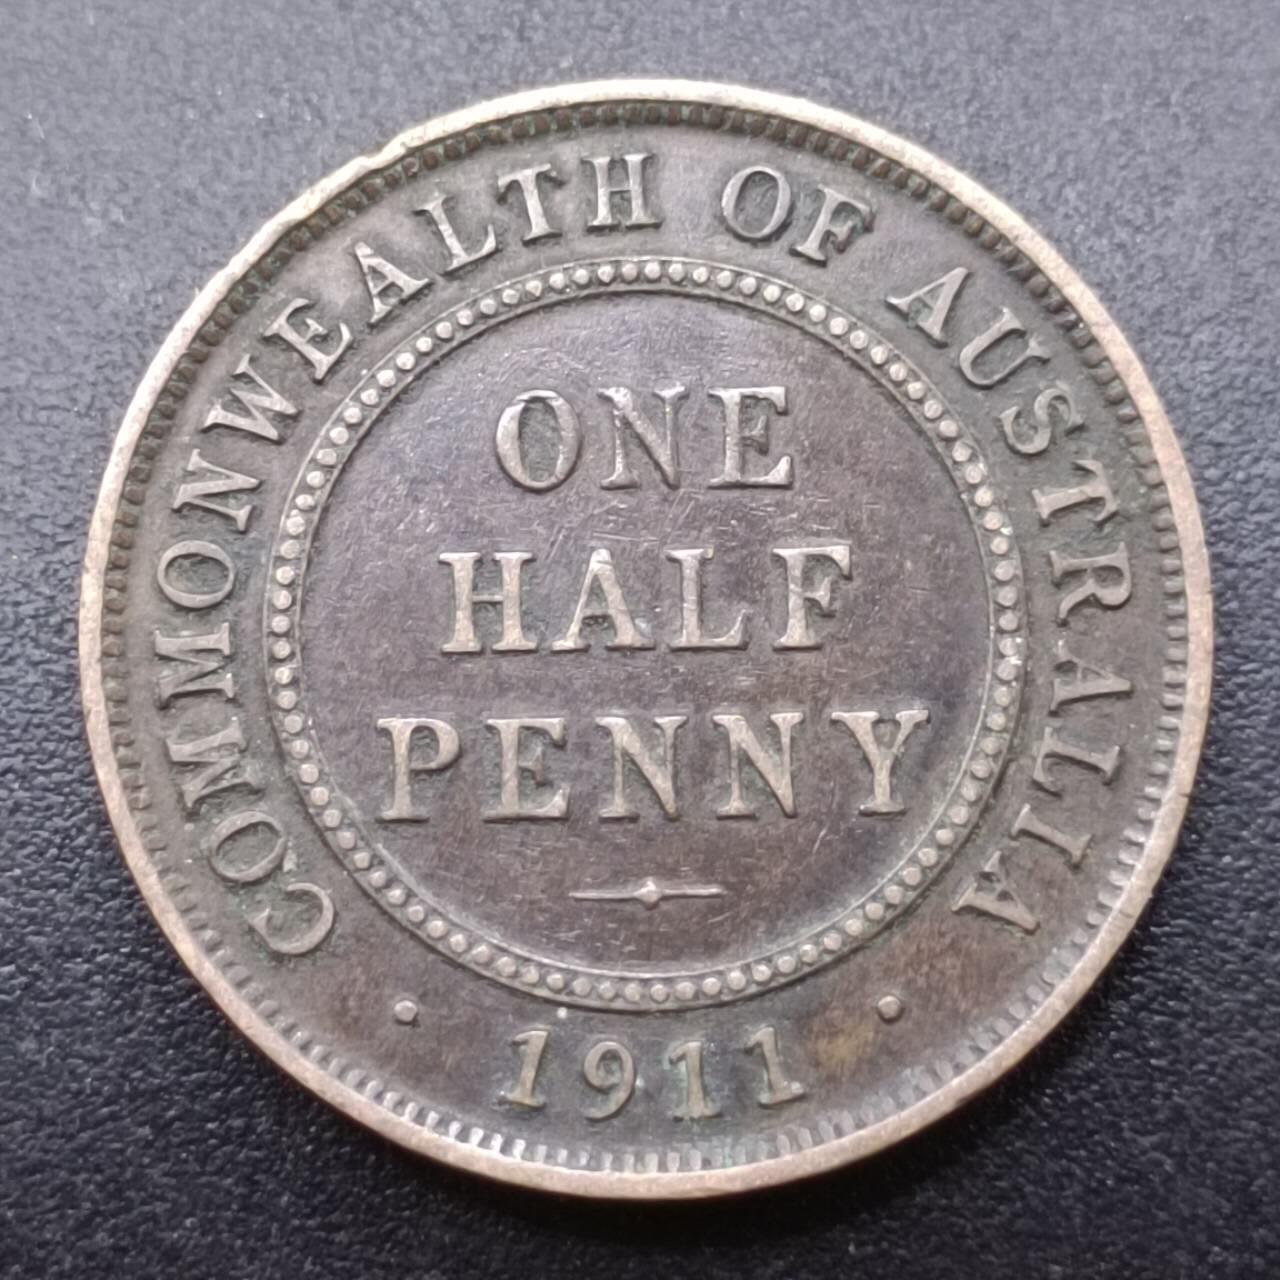 COMMONWEALTH OF AUSTRALIA
ONE
HALF
PENNY
· 1911 ·